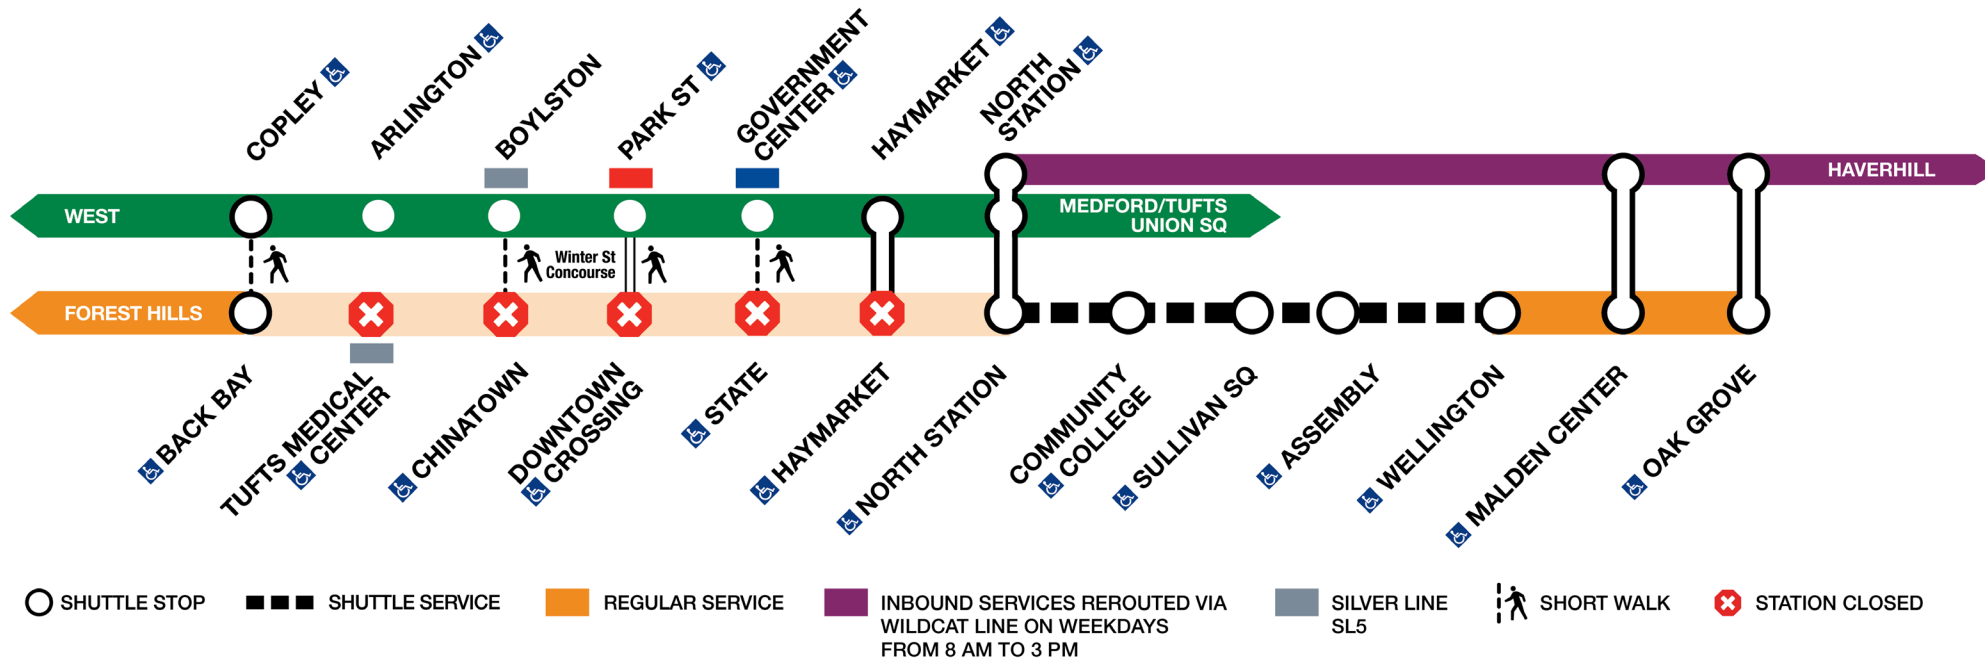 COPLEY
ARLINGTON
BOYLSTON
PARK ST
GOVERNMENT
CENTER
HAYMARKET
NORTH
STATION
HAVERHILL
WEST
MEDFORD/TUFTS
UNION SQ
Winter St
Concourse
FOREST HILLS
BACK BAY
TUFTS MEDICAL
CENTER
CHINATOWN
DOWNTOWN
CROSSING
STATE
HAYMARKET
NORTH STATION
COMMUNITY
COLLEGE
SULLIVAN SQ
ASSEMBLY
WELLINGTON
MALDEN CENTER
OAK GROVE
SHUTTLE STOP
SHUTTLE SERVICE
REGULAR SERVICE
INBOUND SERVICES REROUTED VIA
WILDCAT LINE ON WEEKDAYS
FROM 8 AM TO 3 PM
SILVER LINE
SL5
SHORT WALK
STATION CLOSED